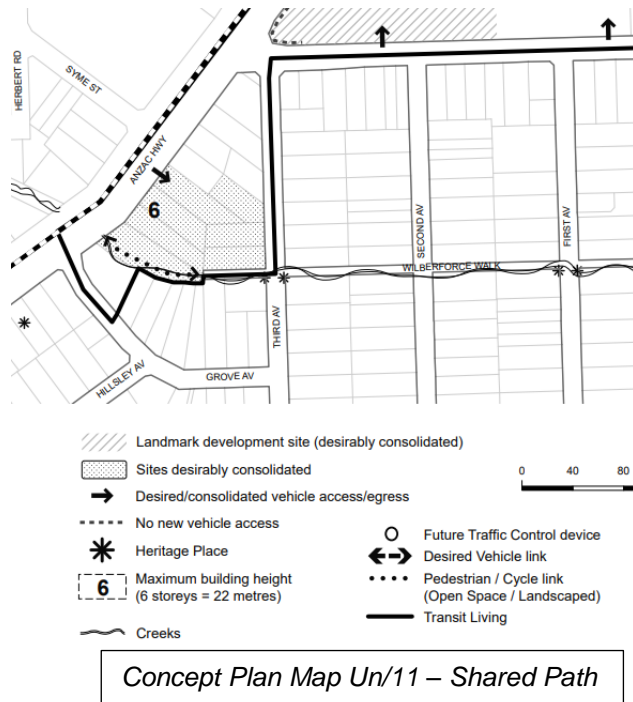 HERBERT RD
SYME ST
ANZAC HWY
6
SECOND AV
FIRST AV
WILBERFORCE WALK
THIRD AV
HILLSLEY AV
GROVE AV
Landmark development site (desirably consolidated)
Sites desirably consolidated
Desired/consolidated vehicle access/egress
No new vehicle access
Heritage Place
6 Maximum building height
(6 storeys = 22 metres)
Creeks
0 40 80
Future Traffic Control device
Desired Vehicle link
Pedestrian / Cycle link
(Open Space / Landscaped)
Transit Living
Concept Plan Map Un/11 – Shared Path